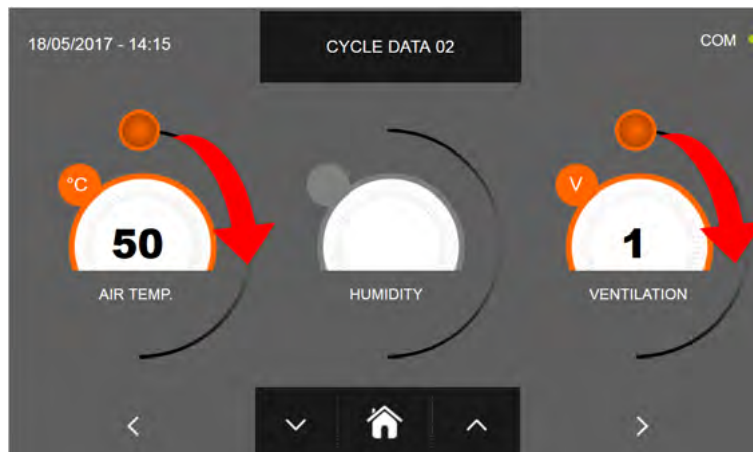 18/05/2017 - 14:15
CYCLE DATA 02
COM
°C
50
AIR TEMP.
HUMIDITY
V
1
VENTILATION